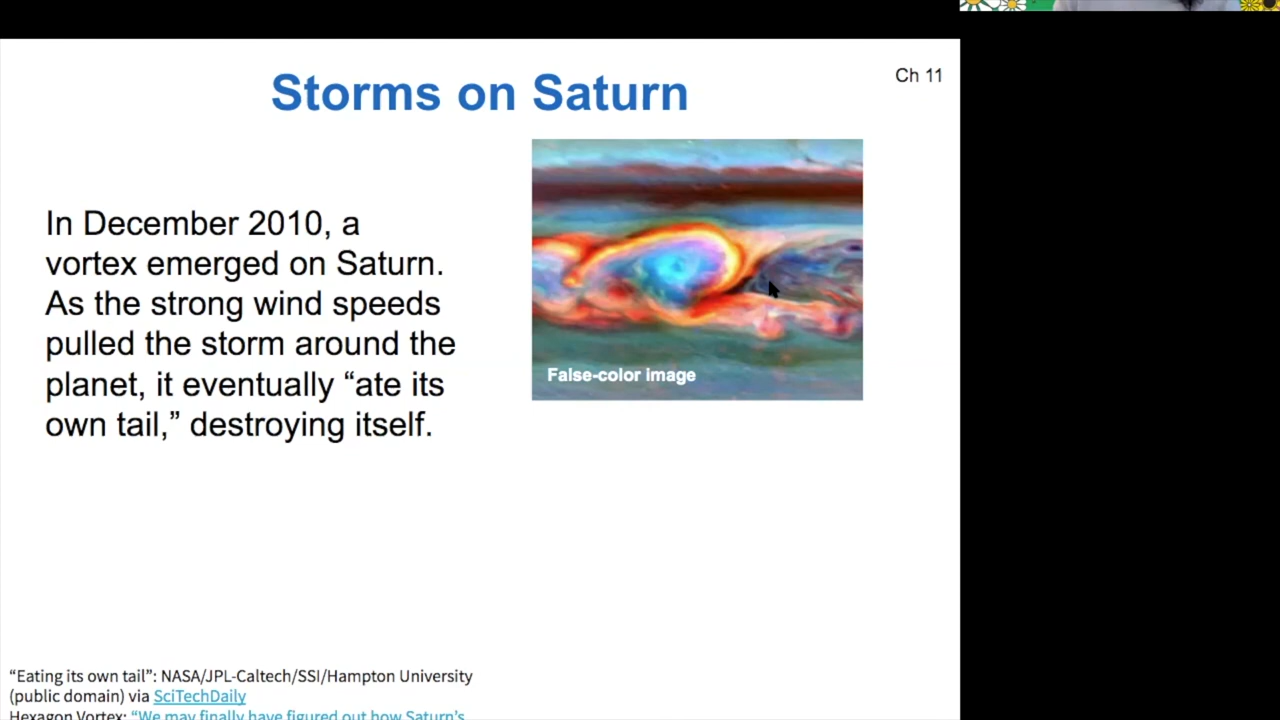 Storms on Saturn
Ch 11
In December 2010, a
vortex emerged on Saturn.
As the strong wind speeds
pulled the storm around the
planet, it eventually “ate its
own tail,” destroying itself.
False-color image
“Eating its own tail”: NASA/JPL-Caltech/SSI/Hampton University
(public domain) via SciTechDaily
Hexagon Vortex: “We may finally have figured out how Saturn’s